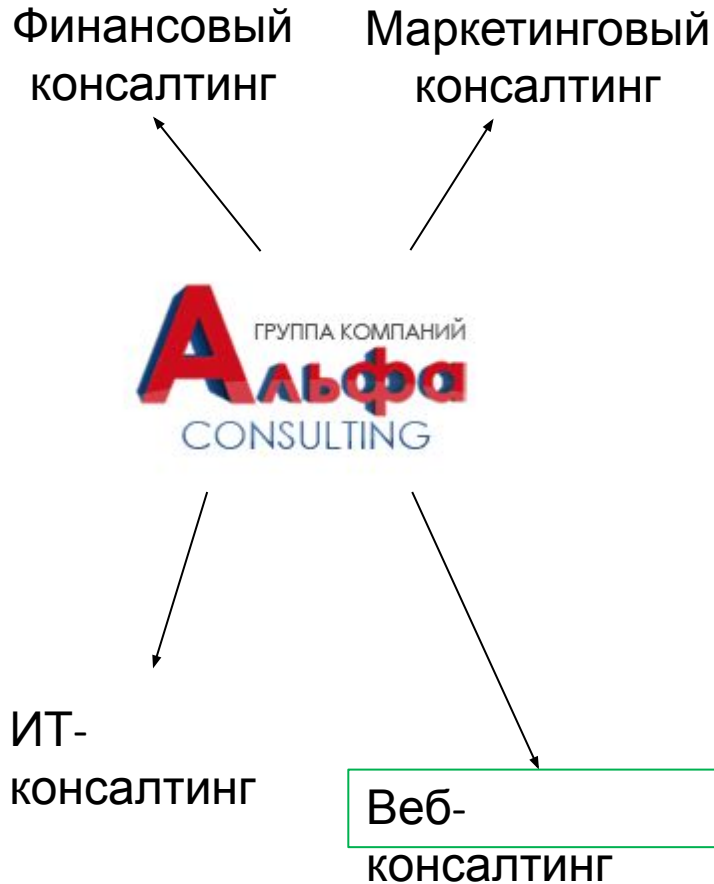 Финансовый
консалтинг
Маркетинговый
консалтинг
ГРУППА КОМПАНИЙ
Альфа
CONSULTING
ИТ-
консалтинг
Веб-
консалтинг